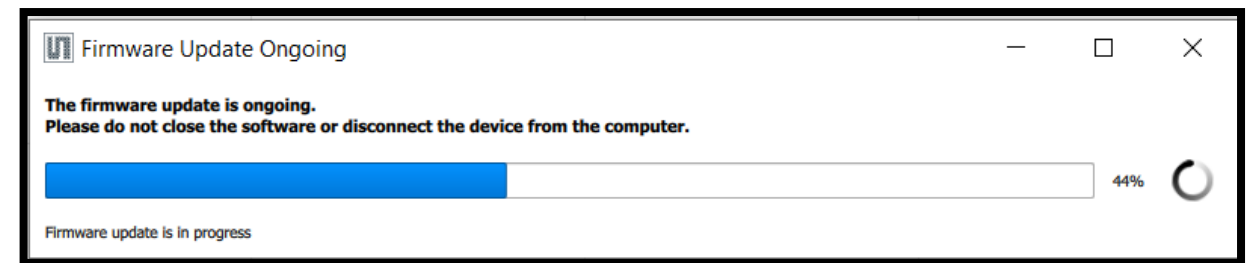 Firmware Update Ongoing
The firmware update is ongoing.
Please do not close the software or disconnect the device from the computer.
44%
Firmware update is in progress